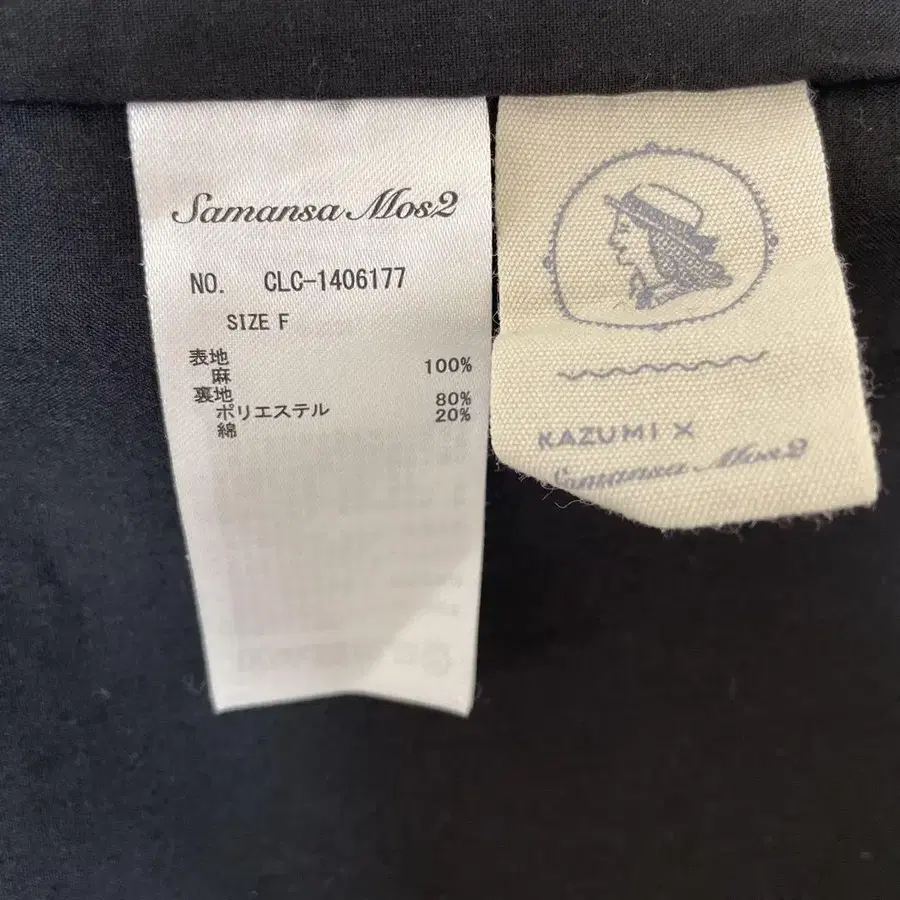 Samansa Mos2
NO. CLC-1406177
SIZE F
表地
麻 100%
裏地
ポリエステル 80%
綿 20%
KAZUMI X
Samansa Mos2